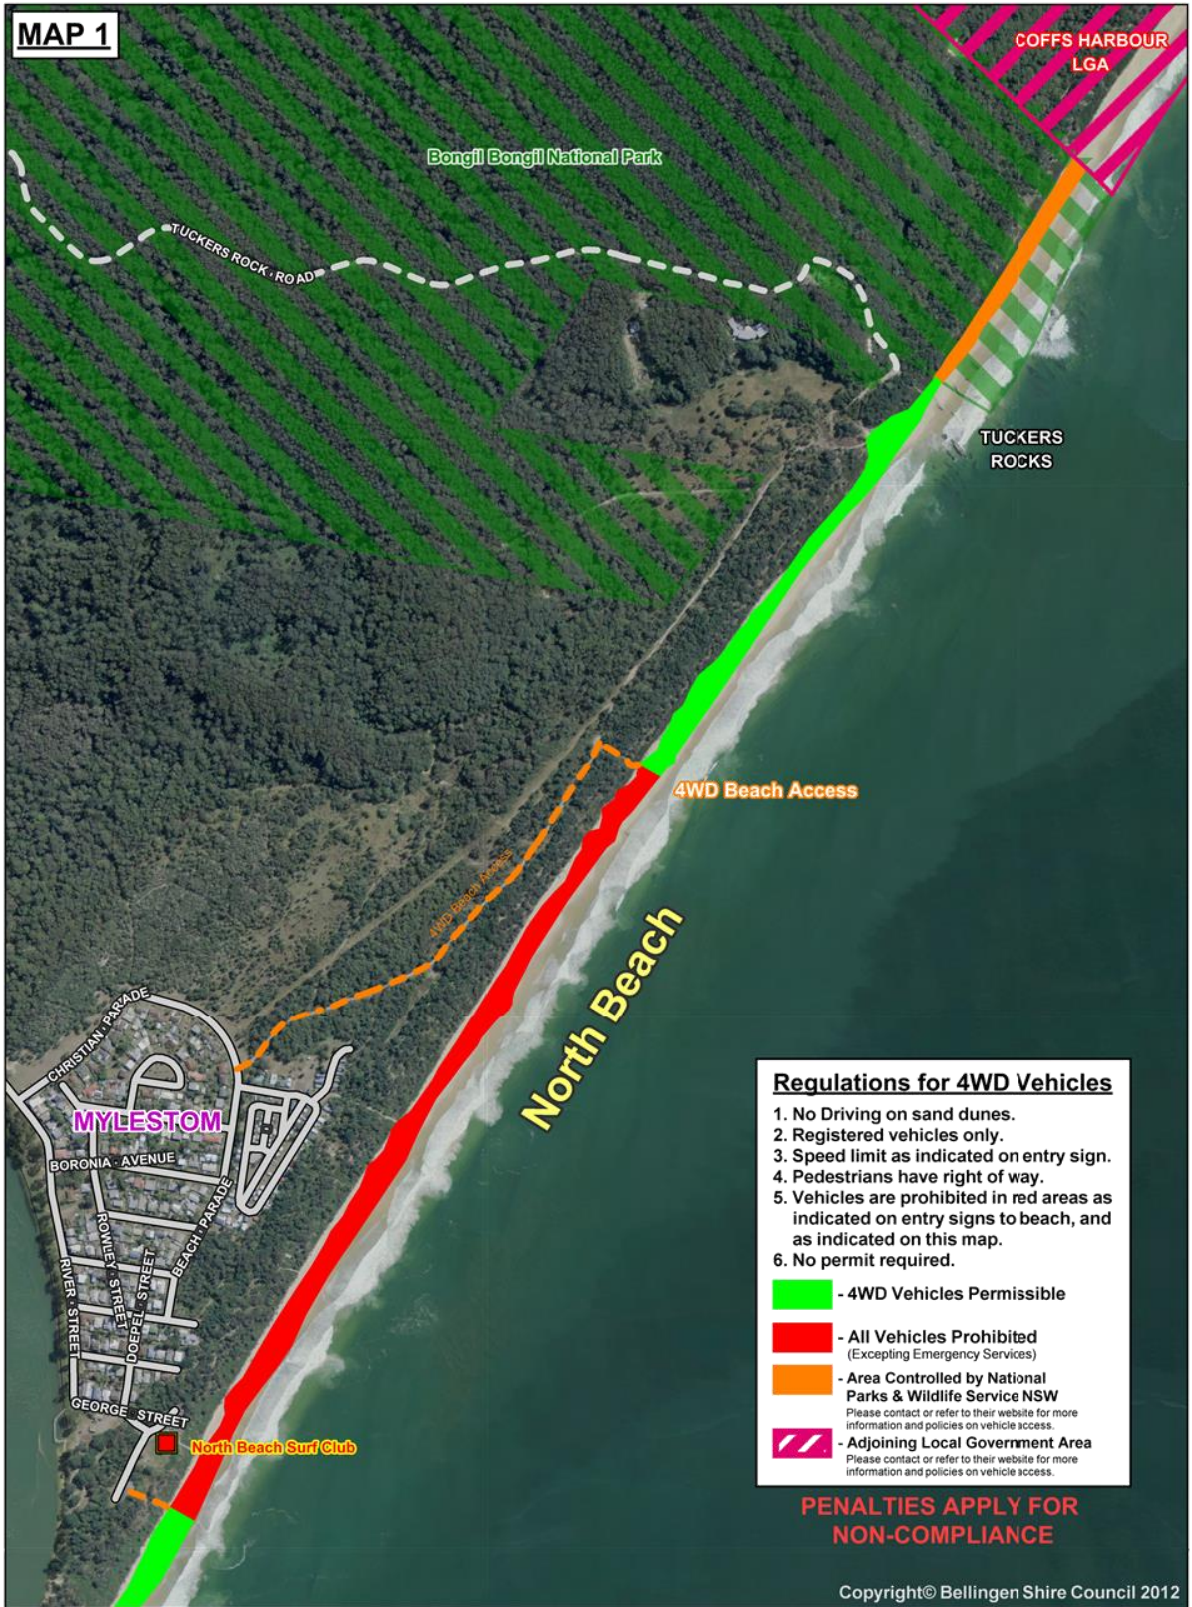 MAP 1
COFFS HARBOUR
LGA
Bongil Bongil National Park
TUCKERS ROCK ROAD
TUCKERS
ROCKS
4WD Beach Access
4WD Beach Access
North Beach
CHRISTIAN PARADE
MYLESTOM
BORONIA AVENUE
BEACH PARADE
ROWLEY STREET
DOEPEL STREET
RIVER STREET
GEORGE STREET
North Beach Surf Club
Regulations for 4WD Vehicles
1. No Driving on sand dunes.
2. Registered vehicles only.
3. Speed limit as indicated on entry sign.
4. Pedestrians have right of way.
5. Vehicles are prohibited in red areas as
indicated on entry signs to beach, and
as indicated on this map.
6. No permit required.
- 4WD Vehicles Permissible
- All Vehicles Prohibited
(Excepting Emergency Services)
- Area Controlled by National
Parks & Wildlife Service NSW
Please contact or refer to their website for more
information and policies on vehicle access.
- Adjoining Local Government Area
Please contact or refer to their website for more
information and policies on vehicle access.
PENALTIES APPLY FOR
NON-COMPLIANCE
Copyright© Bellingen Shire Council 2012